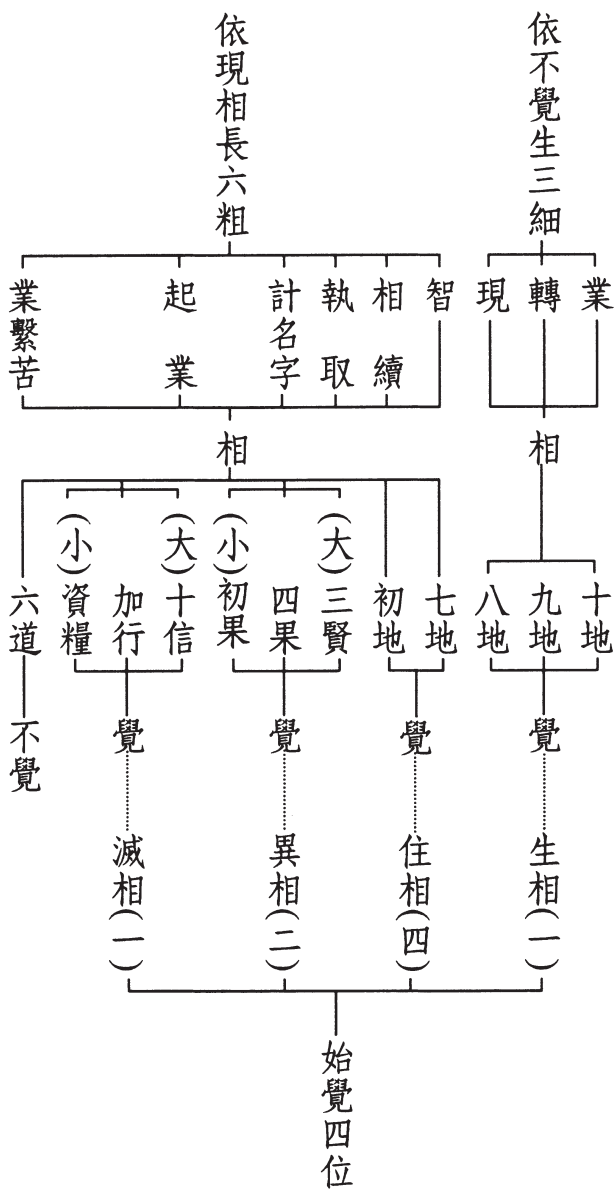 依不覺生三細
業
轉
現
相
十地
九地
八地
覺
生相(一)
依現相長六粗
智
相續
執取
計名字
起業
業繫苦
相
七地
初地
覺
住相(四)
(大)三賢
四果
(小)初果
覺
異相(二)
(大)十信
加行
(小)資糧
覺
滅相(一)
六道
不覺
始覺四位